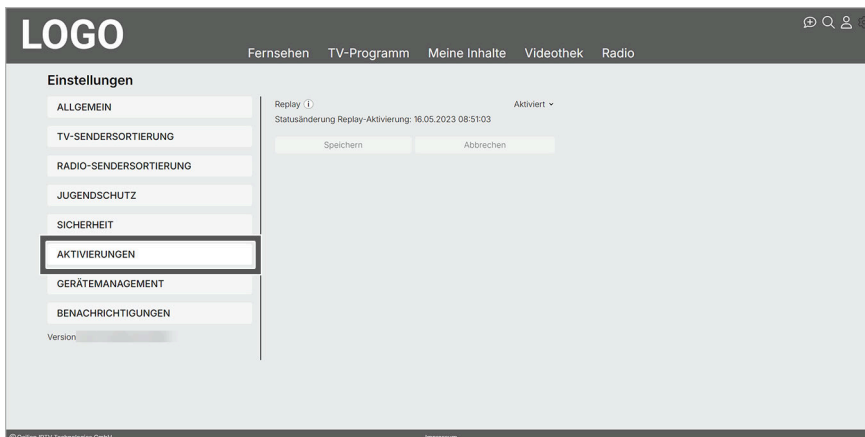 LOGO
Fernsehen TV-Programm Meine Inhalte Videothek Radio
Einstellungen
ALLGEMEIN
TV-SENDERSORTIERUNG
RADIO-SENDERSORTIERUNG
JUGENDSCHUTZ
SICHERHEIT
AKTIVIERUNGEN
GERÄTEMANAGEMENT
BENACHRICHTIGUNGEN
Version
Replay Aktiviert
Statusänderung Replay-Aktivierung: 16.05.2023 08:51:03
Speichern Abbrechen